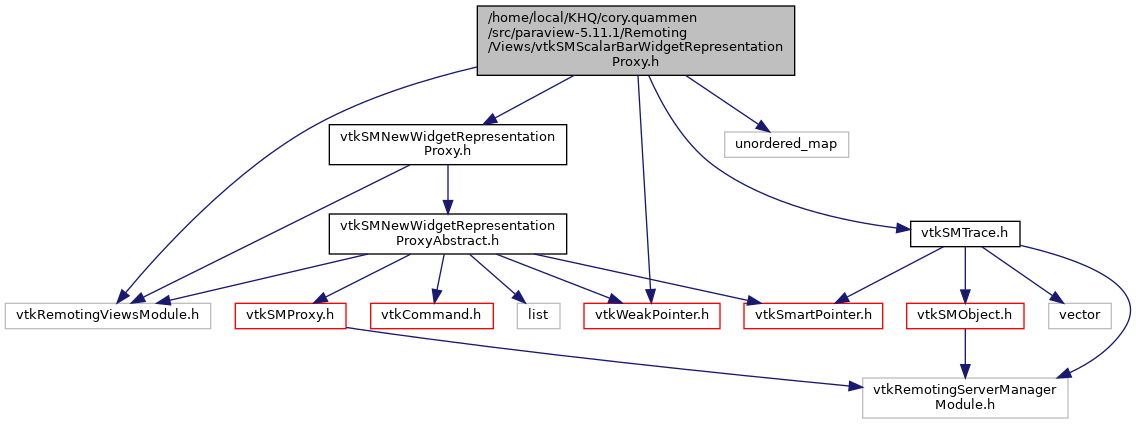 /home/local/KHQ/cory.quammen
/src/paraview-5.11.1/Remoting
/Views/vtkSMScalarBarWidgetRepresentation
Proxy.h
vtkSMNewWidgetRepresentation
Proxy.h
unordered_map
vtkSMNewWidgetRepresentation
ProxyAbstract.h
vtkSMTrace.h
vtkRemotingViewsModule.h
vtkSMProxy.h
vtkCommand.h
list
vtkWeakPointer.h
vtkSmartPointer.h
vtkSMObject.h
vector
vtkRemotingServerManager
Module.h